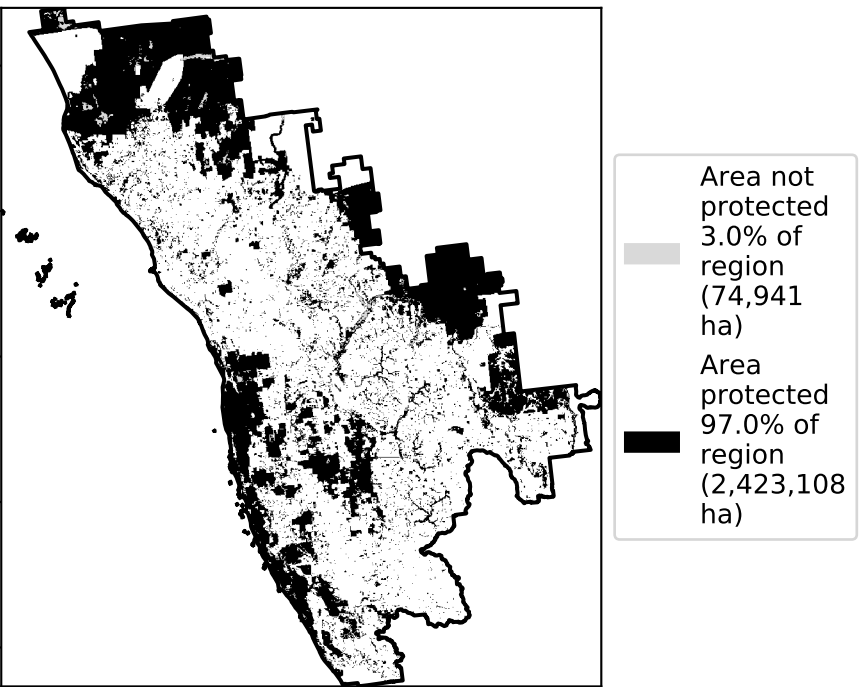 Area not
protected
3.0% of
region
(74,941
ha)
Area
protected
97.0% of
region
(2,423,108
ha)